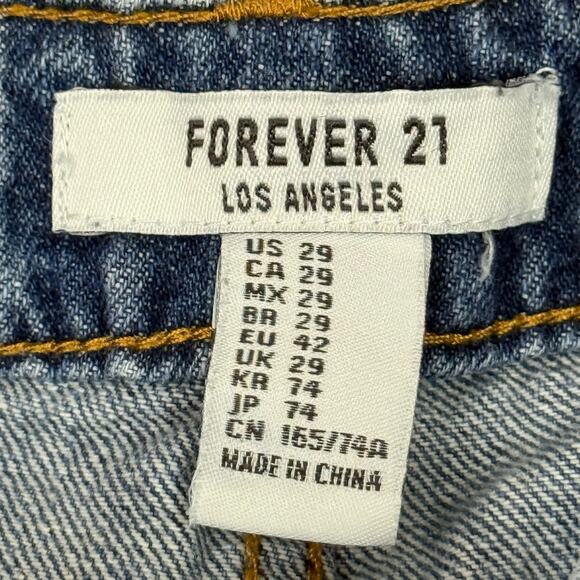 FOREVER 21
LOS ANGELES
US 29
CA 29
MX 29
BR 29
EU 42
UK 29
KR 74
JP 74
CN 165/74A
MADE IN CHINA